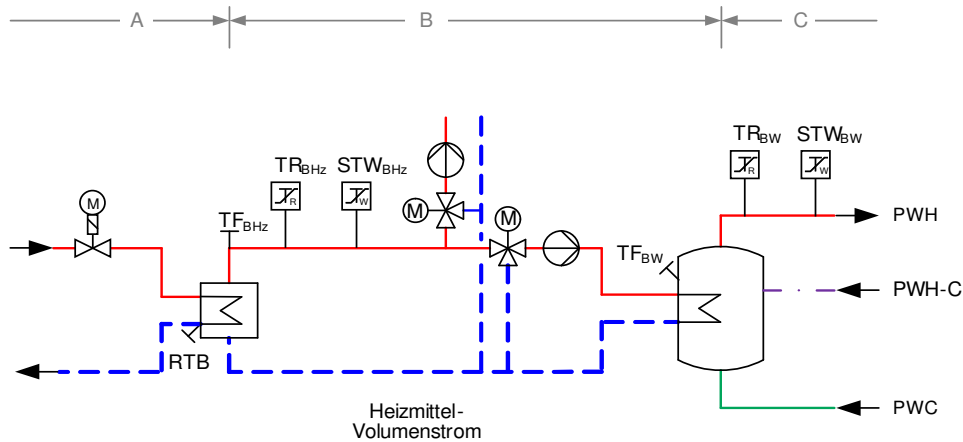 A B C
TR_BHz STW_BHz TR_BW STW_BW
R W R W
M
M M
TF_BHz TF_BW
PWH
PWH-C
RTB
PWC
Heizmittel-
Volumenstrom